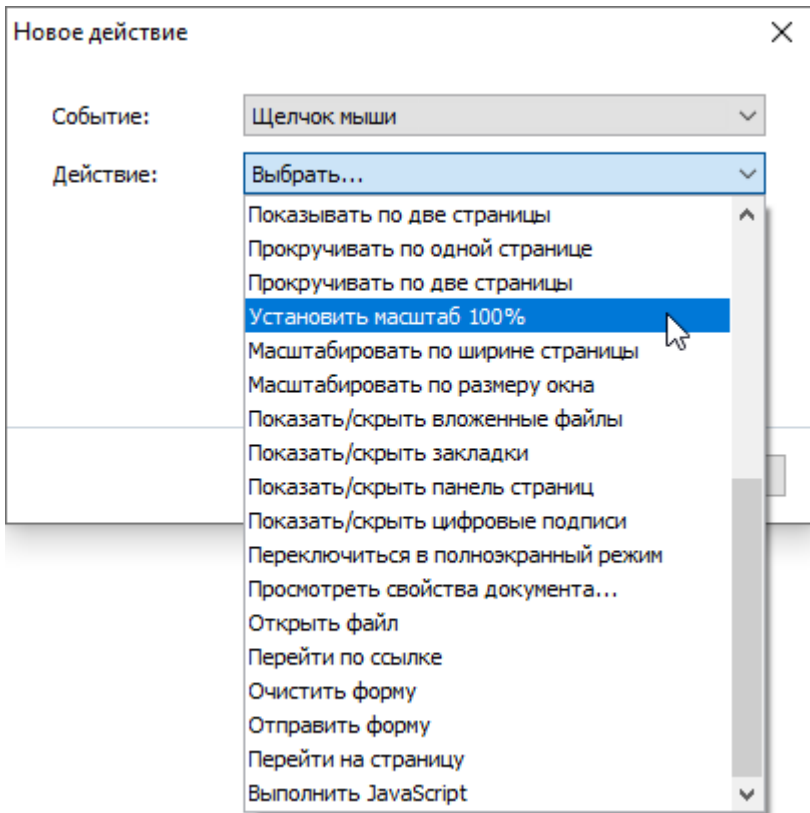 Новое действие
Событие: Щелчок мыши
Действие: Выбрать...
Показывать по две страницы
Прокручивать по одной странице
Прокручивать по две страницы
Установить масштаб 100%
Масштабировать по ширине страницы
Масштабировать по размеру окна
Показать/скрыть вложенные файлы
Показать/скрыть закладки
Показать/скрыть панель страниц
Показать/скрыть цифровые подписи
Переключиться в полноэкранный режим
Просмотреть свойства документа...
Открыть файл
Перейти по ссылке
Очистить форму
Отправить форму
Перейти на страницу
Выполнить JavaScript